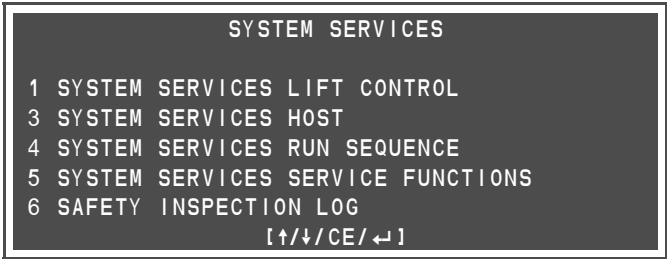 SYSTEM SERVICES
1 SYSTEM SERVICES LIFT CONTROL
3 SYSTEM SERVICES HOST
4 SYSTEM SERVICES RUN SEQUENCE
5 SYSTEM SERVICES SERVICE FUNCTIONS
6 SAFETY INSPECTION LOG
[↑/↓/CE/↵]